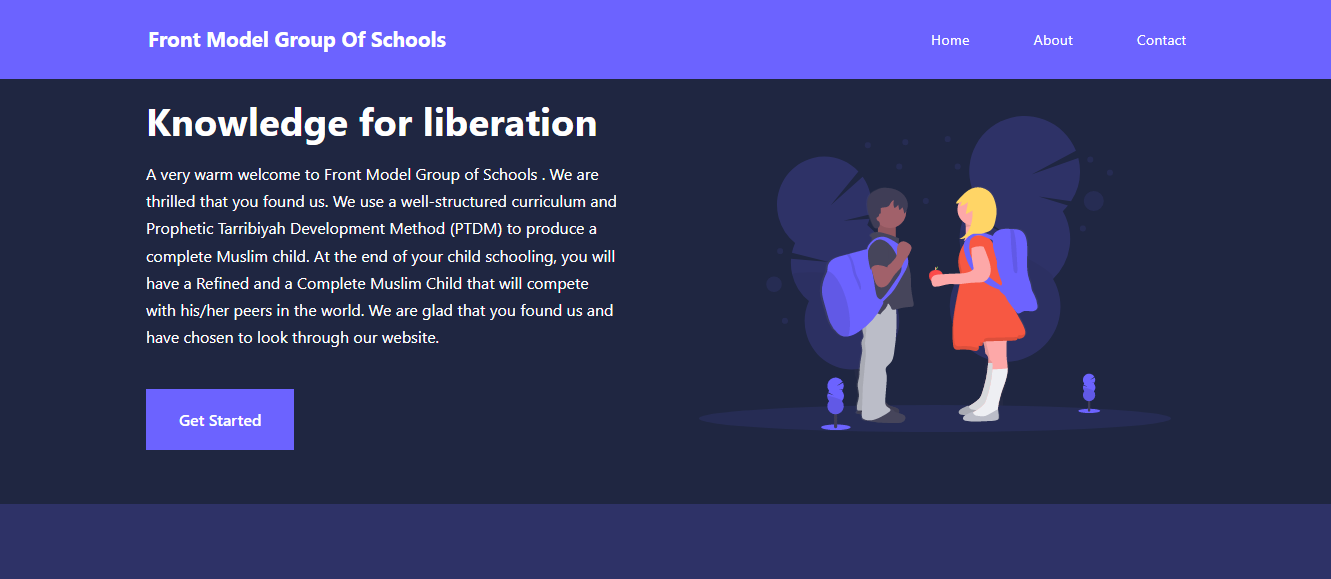 Front Model Group Of Schools
Home About Contact
Knowledge for liberation
A very warm welcome to Front Model Group of Schools . We are
thrilled that you found us. We use a well-structured curriculum and
Prophetic Tarribiyah Development Method (PTDM) to produce a
complete Muslim child. At the end of your child schooling, you will
have a Refined and a Complete Muslim Child that will compete
with his/her peers in the world. We are glad that you found us and
have chosen to look through our website.
Get Started